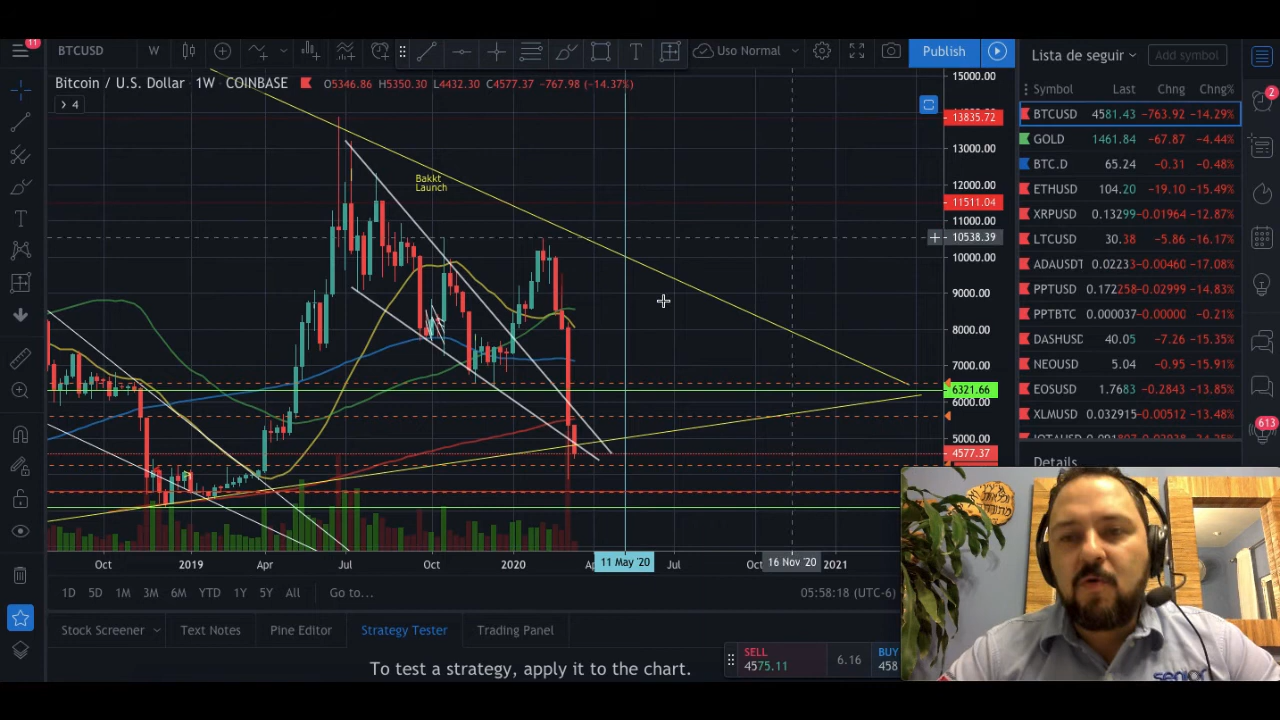 11
BTCUSD
W
Uso Normal
Publish
Lista de seguir
Add symbol
Bitcoin / U.S. Dollar · 1W · COINBASE
O5346.86 H5350.30 L4432.30 C4577.37 -767.98 (-14.37%)
4
Symbol Last Chng Chng%
BTCUSD 4581.43 -763.92 -14.29%
GOLD 1461.84 -67.87 -4.44%
BTC.D 65.24 -0.31 -0.48%
ETHUSD 104.20 -19.10 -15.49%
XRPUSD 0.13299 -0.01964 -12.87%
LTCUSD 30.38 -5.86 -16.17%
ADAUSDT 0.02233 -0.00460 -17.08%
PPTUSD 0.172258 -0.02999 -14.83%
PPTBTC 0.000037 -0.00000 -0.21%
DASHUSD 40.05 -7.26 -15.35%
NEOUSD 5.04 -0.95 -15.91%
EOSUSD 1.7683 -0.2843 -13.85%
XLMUSD 0.032915 -0.00512 -13.48%
2
613
Details
15000.00
13835.72
13000.00
12000.00
11511.04
11000.00
10538.39
10000.00
9000.00
8000.00
7000.00
6321.66
6000.00
5000.00
4577.37
Bakkt
Launch
Oct 2019 Apr Jul Oct 2020 11 May '20 Jul 16 Nov '20 2021
1D 5D 1M 3M 6M YTD 1Y 5Y All
Go to...
05:58:18 (UTC-6)
Stock Screener
Text Notes
Pine Editor
Strategy Tester
Trading Panel
To test a strategy, apply it to the chart.
SELL
4575.11
6.16
BUY
458
senior